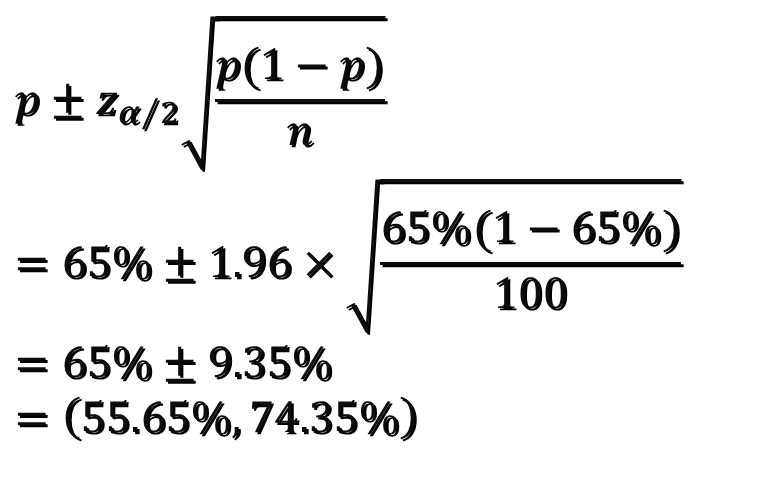 p ± z_{α/2} √(p(1 − p)/n)
= 65% ± 1.96 × √(65%(1 − 65%)/100)
= 65% ± 9.35%
= (55.65%, 74.35%)